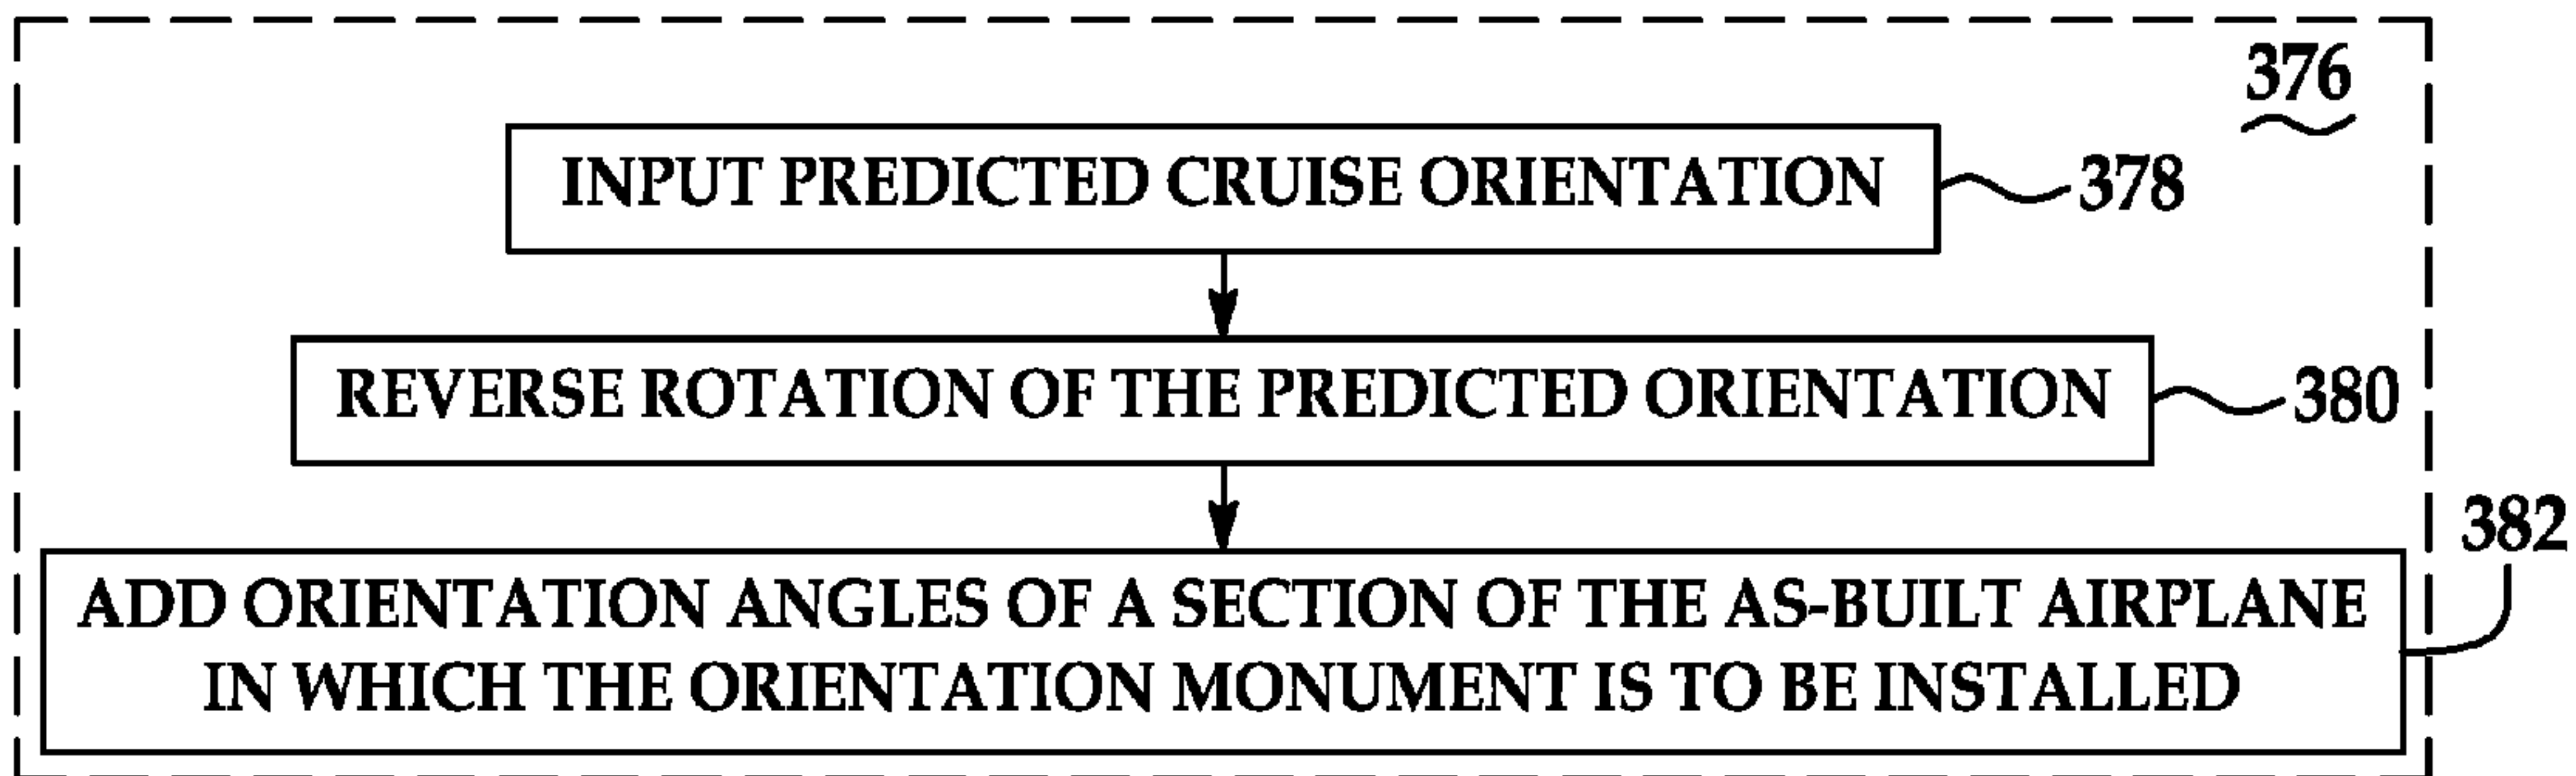 376
INPUT PREDICTED CRUISE ORIENTATION
378
REVERSE ROTATION OF THE PREDICTED ORIENTATION
380
382
ADD ORIENTATION ANGLES OF A SECTION OF THE AS-BUILT AIRPLANE
IN WHICH THE ORIENTATION MONUMENT IS TO BE INSTALLED